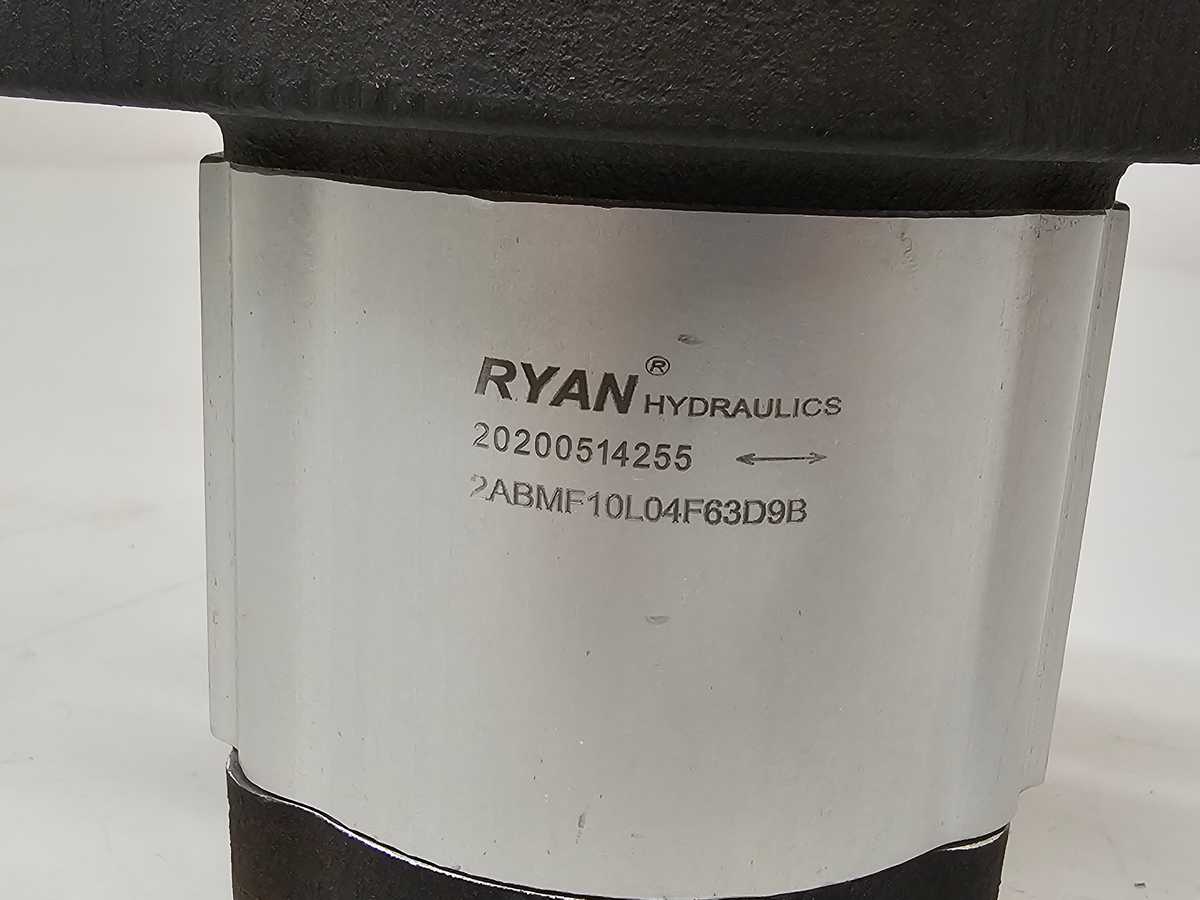 RYAN® HYDRAULICS
20200514255 ←→
2ABMF10L04F63D9B